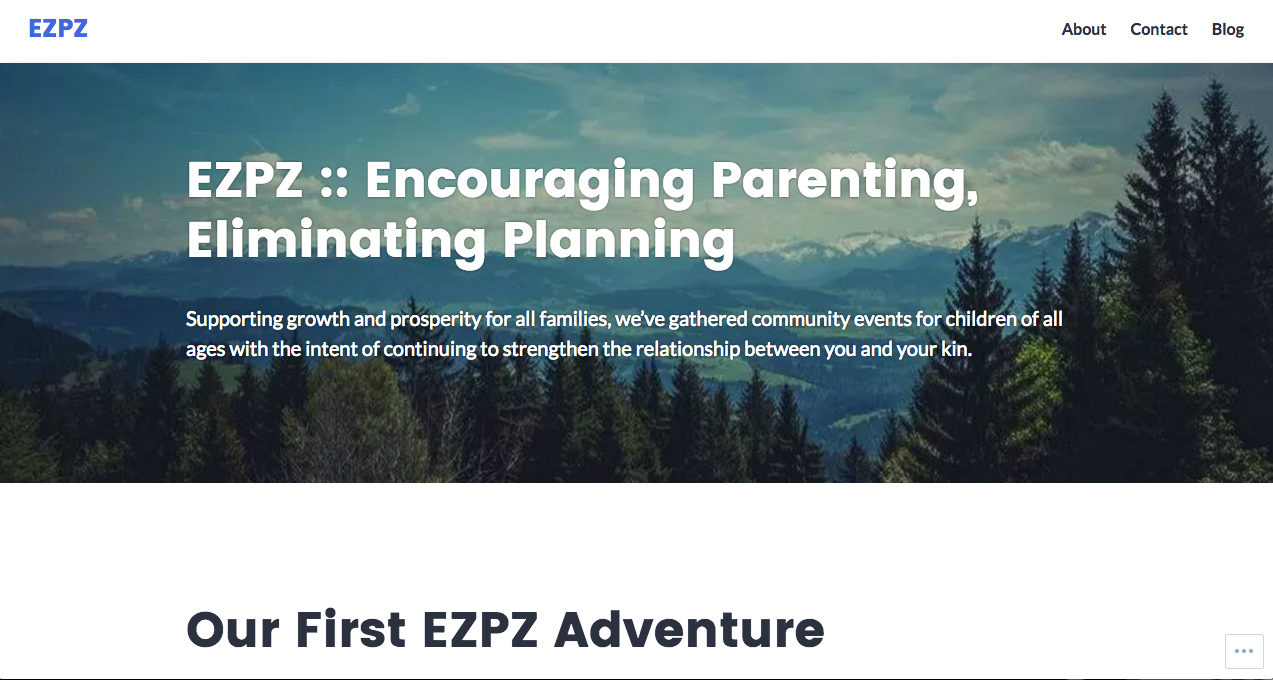 EZPZ
About Contact Blog
EZPZ :: Encouraging Parenting,
Eliminating Planning
Supporting growth and prosperity for all families, we’ve gathered community events for children of all
ages with the intent of continuing to strengthen the relationship between you and your kin.
Our First EZPZ Adventure